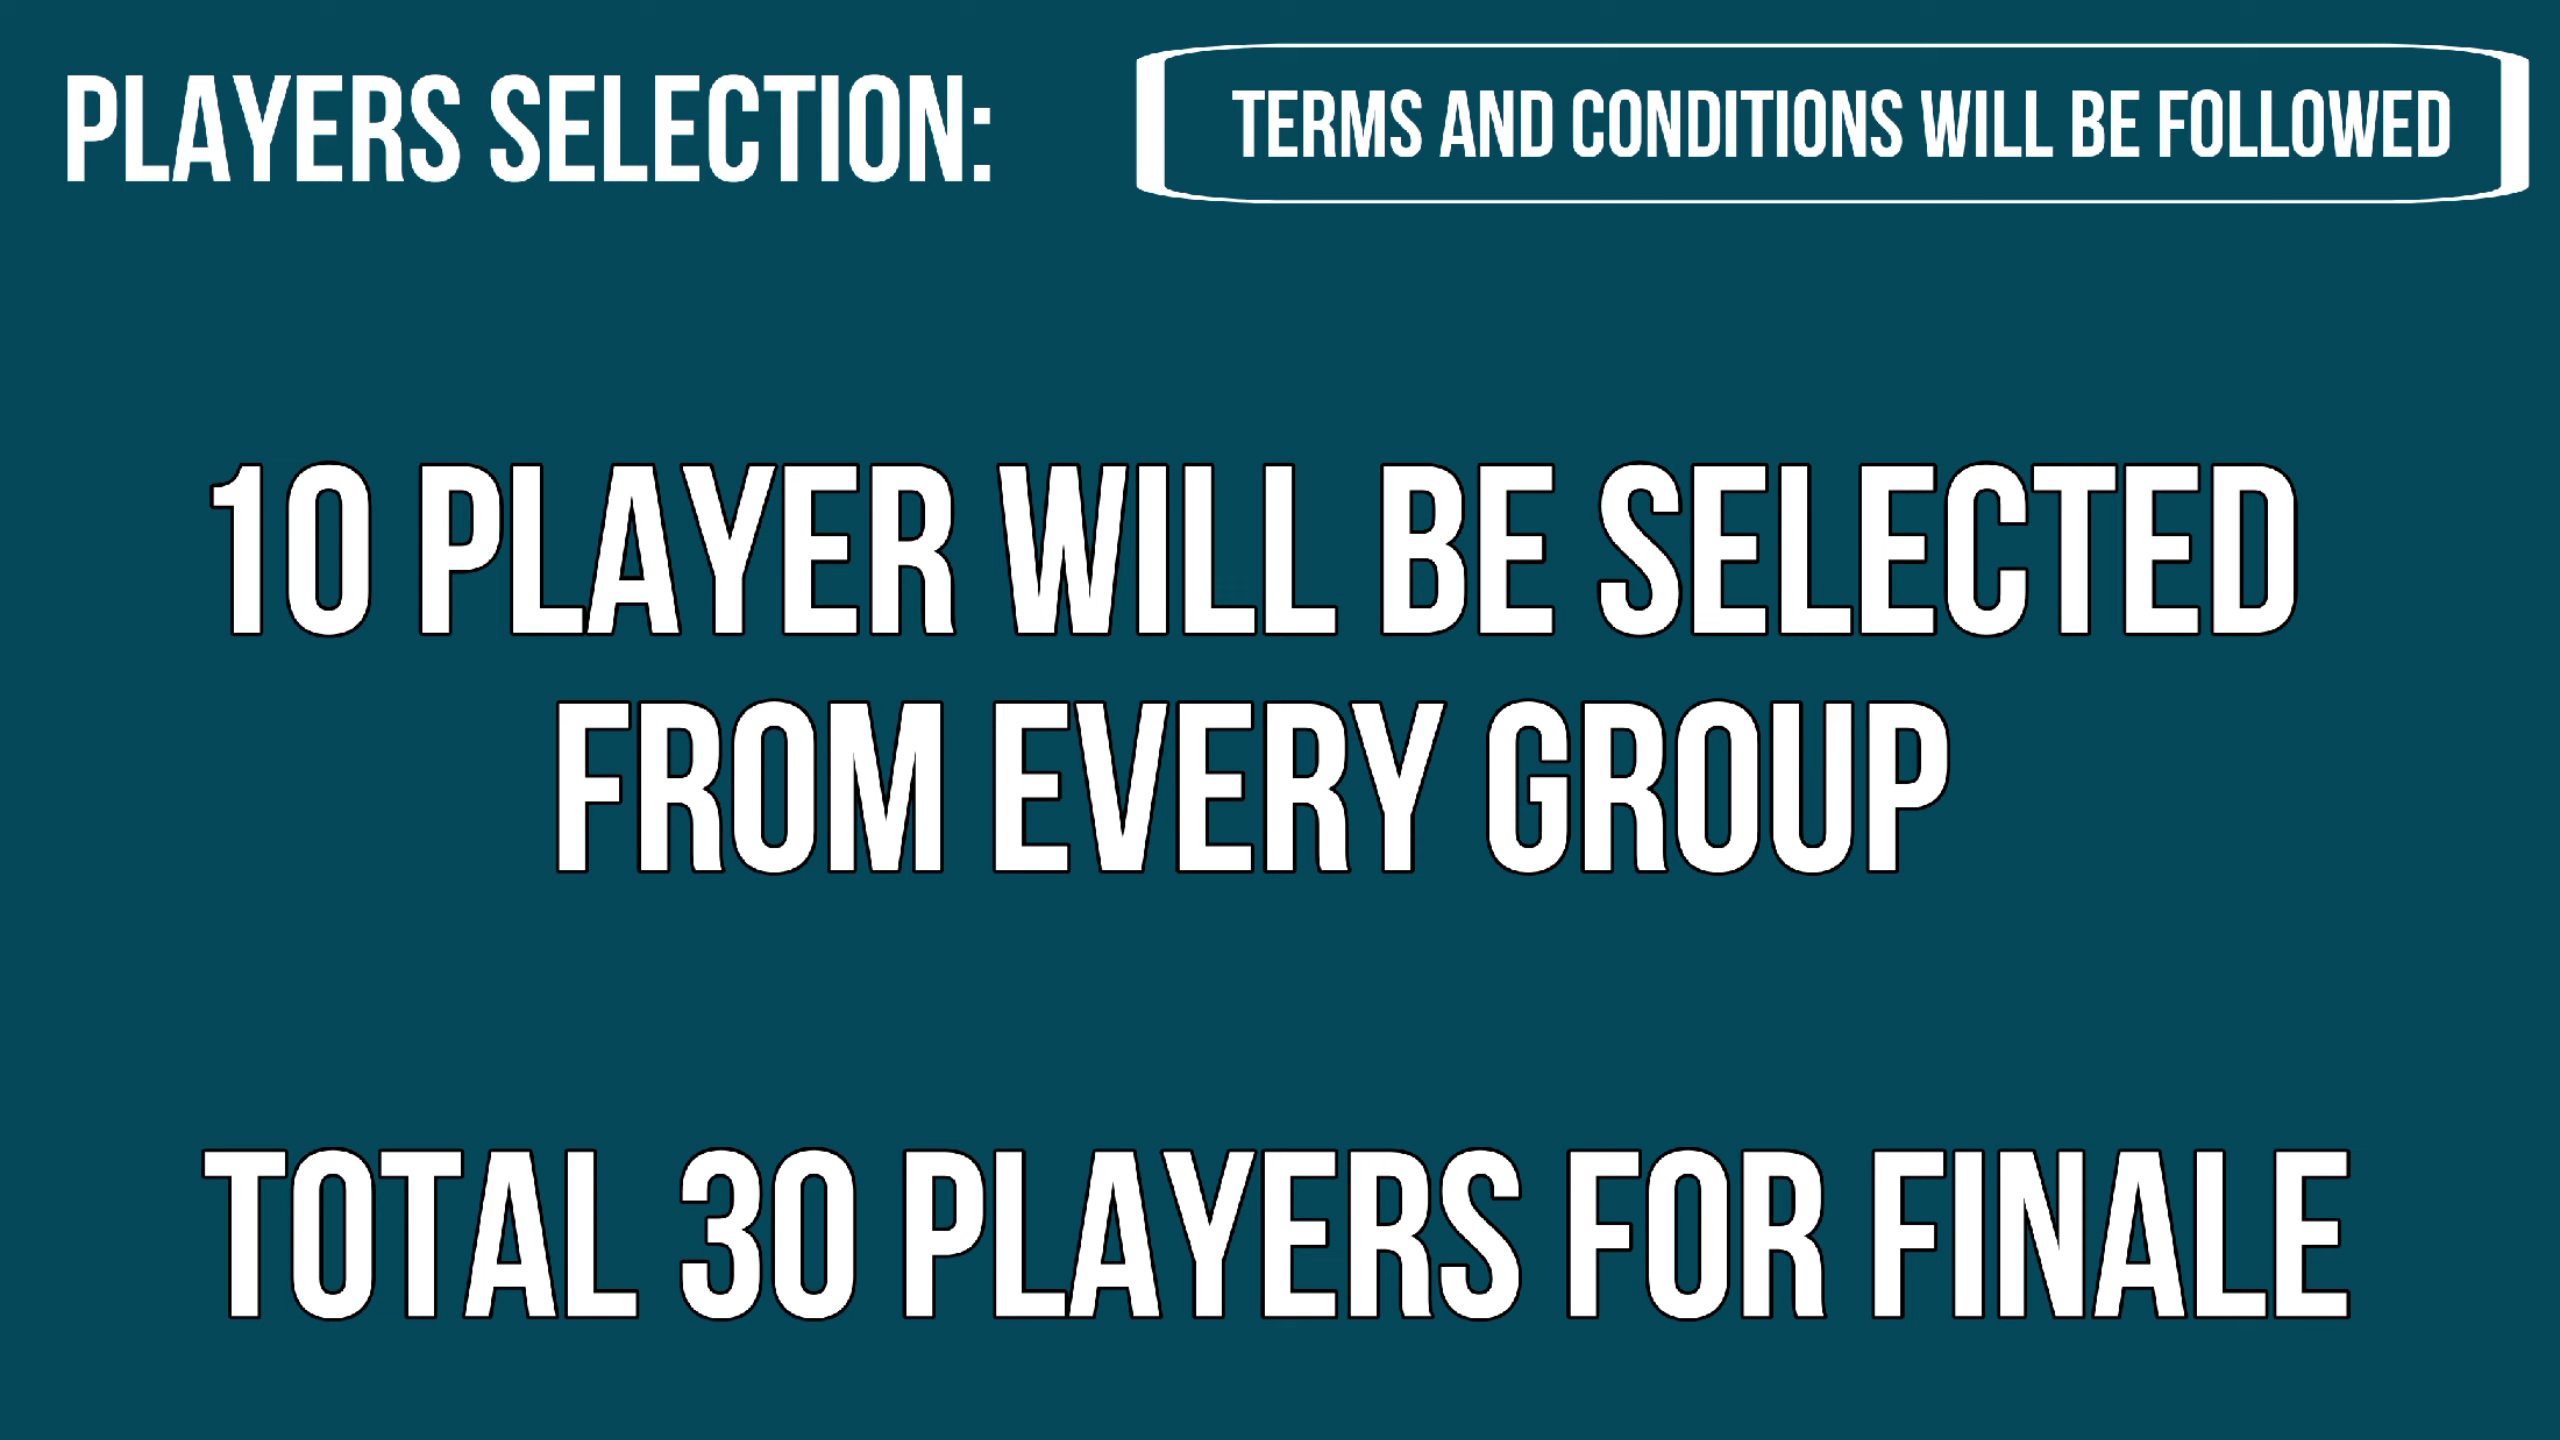 PLAYERS SELECTION:
TERMS AND CONDITIONS WILL BE FOLLOWED
10 PLAYER WILL BE SELECTED
FROM EVERY GROUP
TOTAL 30 PLAYERS FOR FINALE